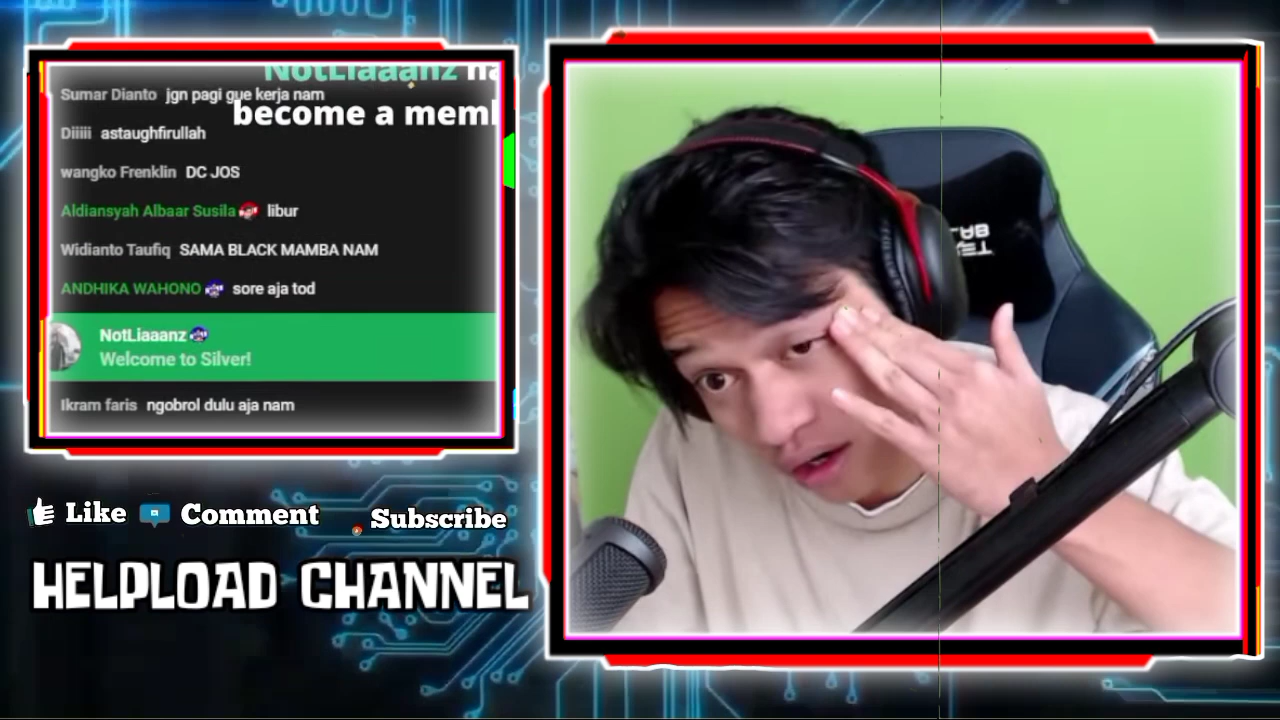 NotLiaaanz ha
become a meml
Sumar Dianto jgn pagi gue kerja nam
Diiiii astaughfirullah
wangko Frenklin DC JOS
Aldiansyah Albaar Susila libur
Widianto Taufiq SAMA BLACK MAMBA NAM
ANDHIKA WAHONO sore aja tod
NotLiaaanz
Welcome to Silver!
Ikram faris ngobrol dulu aja nam
Like Comment Subscribe
HELPLOAD CHANNEL